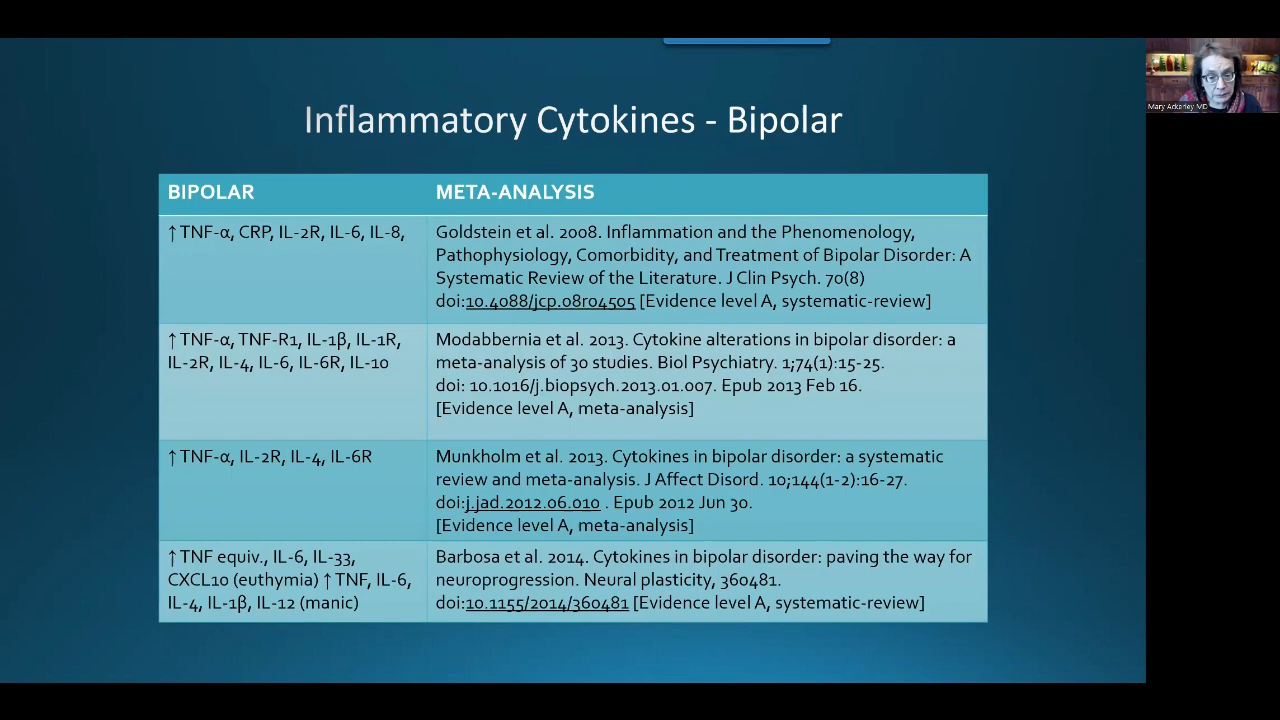 Inflammatory Cytokines - Bipolar
Mary Ackerley MD
BIPOLAR
META-ANALYSIS
↑TNF-α, CRP, IL-2R, IL-6, IL-8,
Goldstein et al. 2008. Inflammation and the Phenomenology,
Pathophysiology, Comorbidity, and Treatment of Bipolar Disorder: A
Systematic Review of the Literature. J Clin Psych. 70(8)
doi:10.4088/jcp.08r04505 [Evidence level A, systematic-review]
↑TNF-α, TNF-R1, IL-1β, IL-1R,
IL-2R, IL-4, IL-6, IL-6R, IL-10
Modabbernia et al. 2013. Cytokine alterations in bipolar disorder: a
meta-analysis of 30 studies. Biol Psychiatry. 1;74(1):15-25.
doi: 10.1016/j.biopsych.2013.01.007. Epub 2013 Feb 16.
[Evidence level A, meta-analysis]
↑TNF-α, IL-2R, IL-4, IL-6R
Munkholm et al. 2013. Cytokines in bipolar disorder: a systematic
review and meta-analysis. J Affect Disord. 10;144(1-2):16-27.
doi:j.jad.2012.06.010 . Epub 2012 Jun 30.
[Evidence level A, meta-analysis]
↑TNF equiv., IL-6, IL-33,
CXCL10 (euthymia) ↑TNF, IL-6,
IL-4, IL-1β, IL-12 (manic)
Barbosa et al. 2014. Cytokines in bipolar disorder: paving the way for
neuroprogression. Neural plasticity, 360481.
doi:10.1155/2014/360481 [Evidence level A, systematic-review]